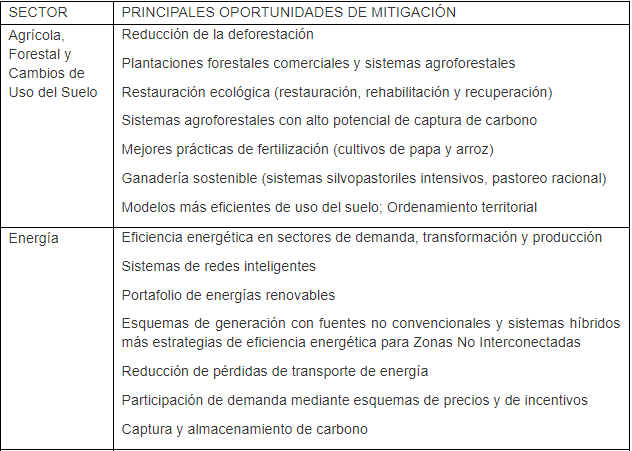 SECTOR PRINCIPALES OPORTUNIDADES DE MITIGACIÓN
Agrícola,
Forestal y
Cambios de
Uso del Suelo
Reducción de la deforestación
Plantaciones forestales comerciales y sistemas agroforestales
Restauración ecológica (restauración, rehabilitación y recuperación)
Sistemas agroforestales con alto potencial de captura de carbono
Mejores prácticas de fertilización (cultivos de papa y arroz)
Ganadería sostenible (sistemas silvopastoriles intensivos, pastoreo racional)
Modelos más eficientes de uso del suelo; Ordenamiento territorial
Energía
Eficiencia energética en sectores de demanda, transformación y producción
Sistemas de redes inteligentes
Portafolio de energías renovables
Esquemas de generación con fuentes no convencionales y sistemas híbridos
más estrategias de eficiencia energética para Zonas No Interconectadas
Reducción de pérdidas de transporte de energía
Participación de demanda mediante esquemas de precios y de incentivos
Captura y almacenamiento de carbono